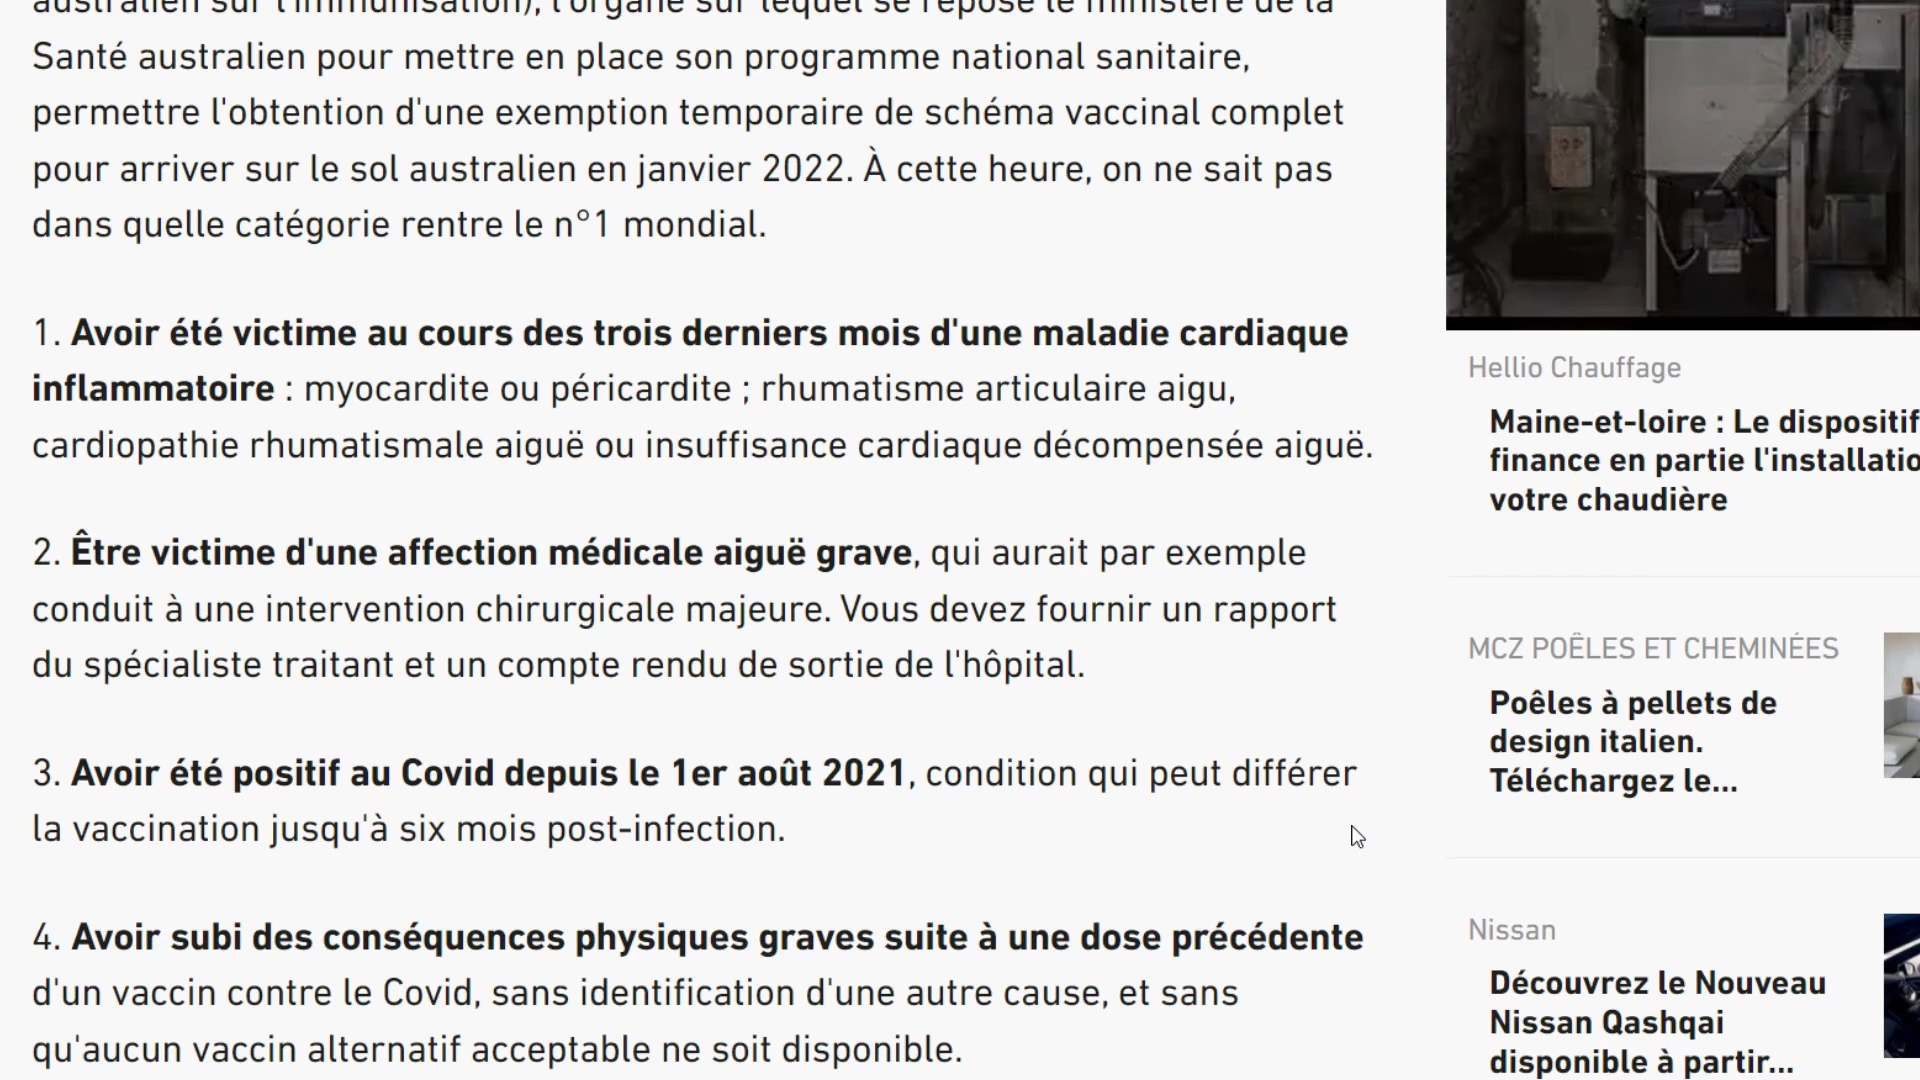 australien sur l'immunisation), l'organe sur lequel se repose le ministère de la
Santé australien pour mettre en place son programme national sanitaire,
permettre l'obtention d'une exemption temporaire de schéma vaccinal complet
pour arriver sur le sol australien en janvier 2022. À cette heure, on ne sait pas
dans quelle catégorie rentre le n°1 mondial.
1. Avoir été victime au cours des trois derniers mois d'une maladie cardiaque
inflammatoire : myocardite ou péricardite ; rhumatisme articulaire aigu,
cardiopathie rhumatismale aiguë ou insuffisance cardiaque décompensée aiguë.
2. Être victime d'une affection médicale aiguë grave, qui aurait par exemple
conduit à une intervention chirurgicale majeure. Vous devez fournir un rapport
du spécialiste traitant et un compte rendu de sortie de l'hôpital.
3. Avoir été positif au Covid depuis le 1er août 2021, condition qui peut différer
la vaccination jusqu'à six mois post-infection.
4. Avoir subi des conséquences physiques graves suite à une dose précédente
d'un vaccin contre le Covid, sans identification d'une autre cause, et sans
qu'aucun vaccin alternatif acceptable ne soit disponible.
Hellio Chauffage
Maine-et-loire : Le dispositif
finance en partie l'installatio
votre chaudière
MCZ POÊLES ET CHEMINÉES
Poêles à pellets de
design italien.
Téléchargez le...
Nissan
Découvrez le Nouveau
Nissan Qashqai
disponible à partir...